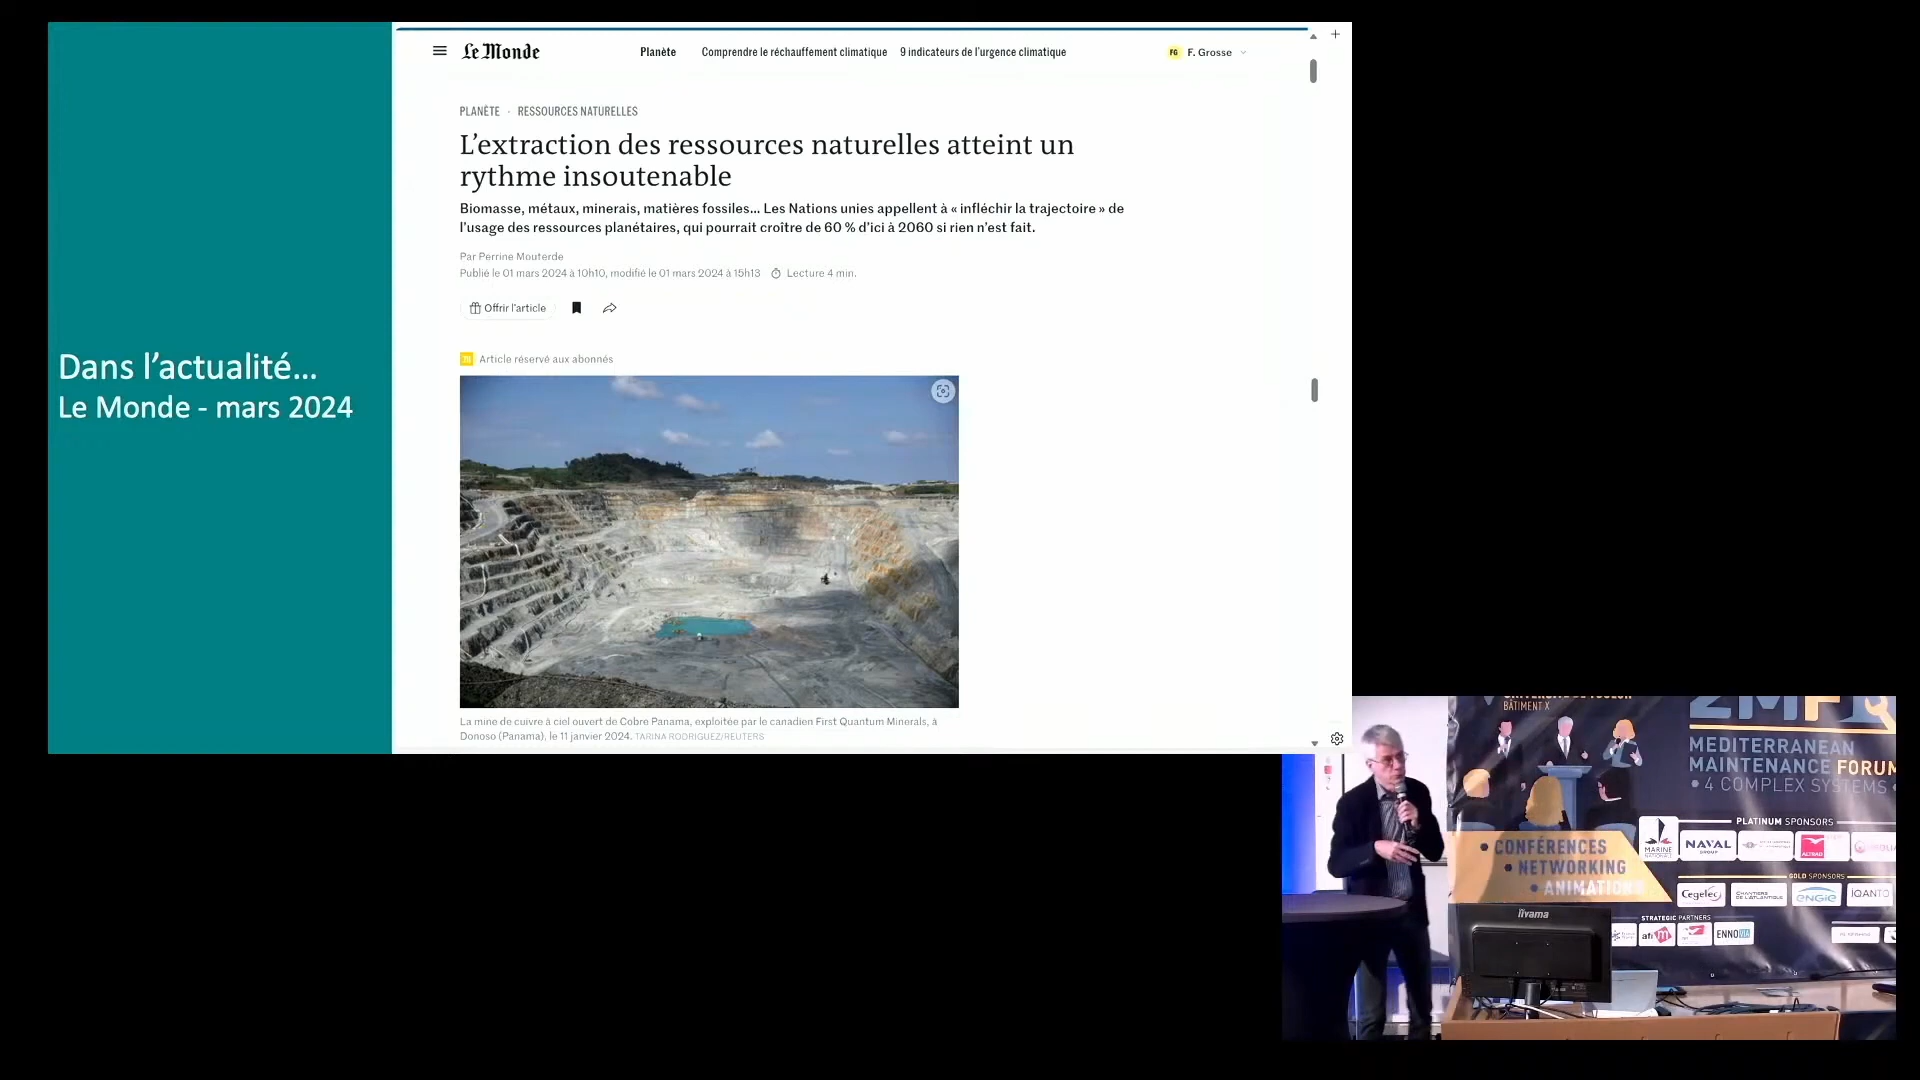 Dans l’actualité…
Le Monde - mars 2024
Le Monde
Planète
Comprendre le réchauffement climatique
9 indicateurs de l’urgence climatique
FG F. Grosse
PLANÈTE · RESSOURCES NATURELLES
L’extraction des ressources naturelles atteint un
rythme insoutenable
Biomasse, métaux, minerais, matières fossiles… Les Nations unies appellent à « infléchir la trajectoire » de
l’usage des ressources planétaires, qui pourrait croître de 60 % d’ici à 2060 si rien n’est fait.
Par Perrine Mouterde
Publié le 01 mars 2024 à 10h10, modifié le 01 mars 2024 à 15h13 Lecture 4 min.
Offrir l’article
Article réservé aux abonnés
La mine de cuivre à ciel ouvert de Cobre Panama, exploitée par le canadien First Quantum Minerals, à
Donoso (Panama), le 11 janvier 2024. TARINA RODRIGUEZ/REUTERS
BÂTIMENT X
MEDITERRANEAN
MAINTENANCE FORUM
• 4 COMPLEX SYSTEMS •
PLATINUM SPONSORS
MARINE
NATIONALE
NAVAL
GROUP
ALTRAD
• CONFÉRENCES
• NETWORKING
• ANIMATIONS
GOLD SPONSORS
Cegelec
CHANTIERS
DE L’ATLANTIQUE
ENGIE
IQANTO
iiyama
STRATEGIC PARTNERS
afim
ENNOVIA